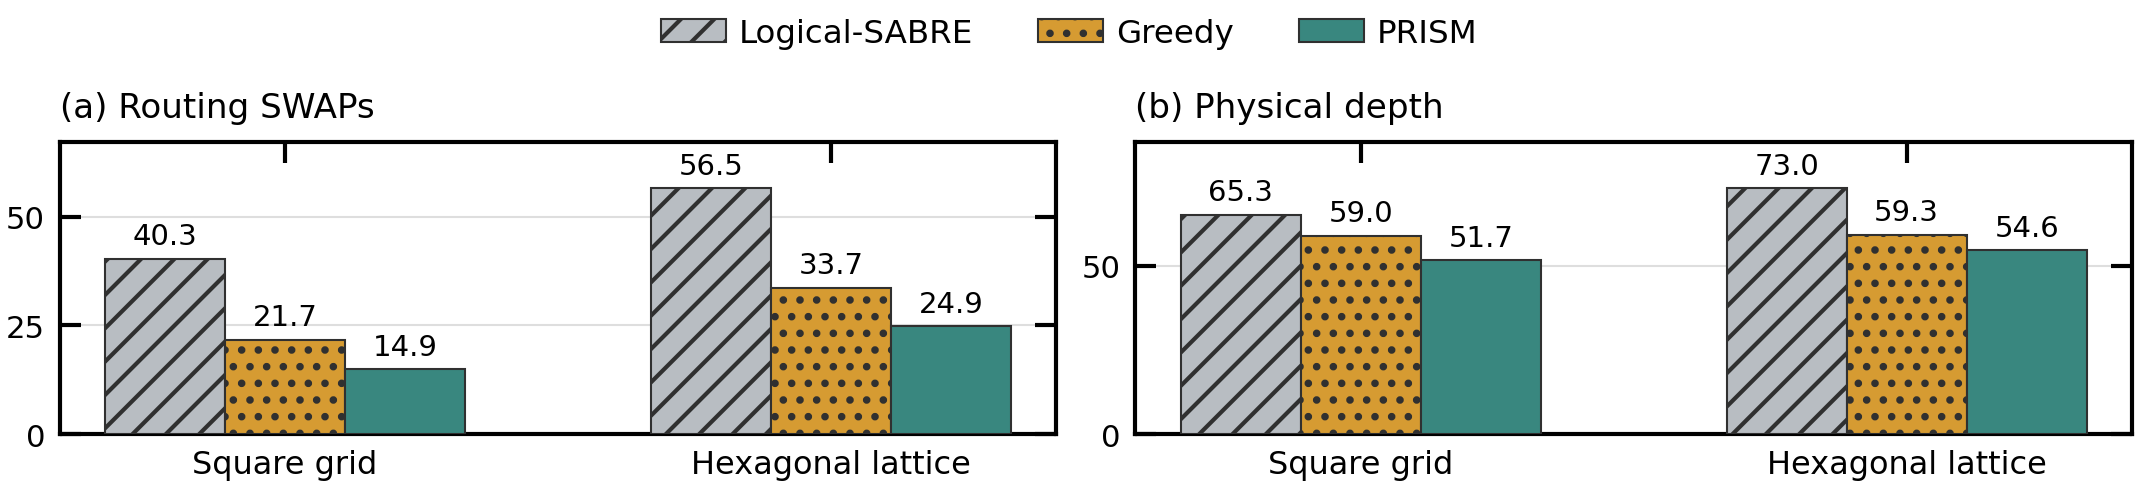 Logical-SABRE Greedy PRISM
(a) Routing SWAPs
50
25
0
40.3
21.7
14.9
56.5
33.7
24.9
Square grid
Hexagonal lattice
(b) Physical depth
50
0
65.3
59.0
51.7
73.0
59.3
54.6
Square grid
Hexagonal lattice